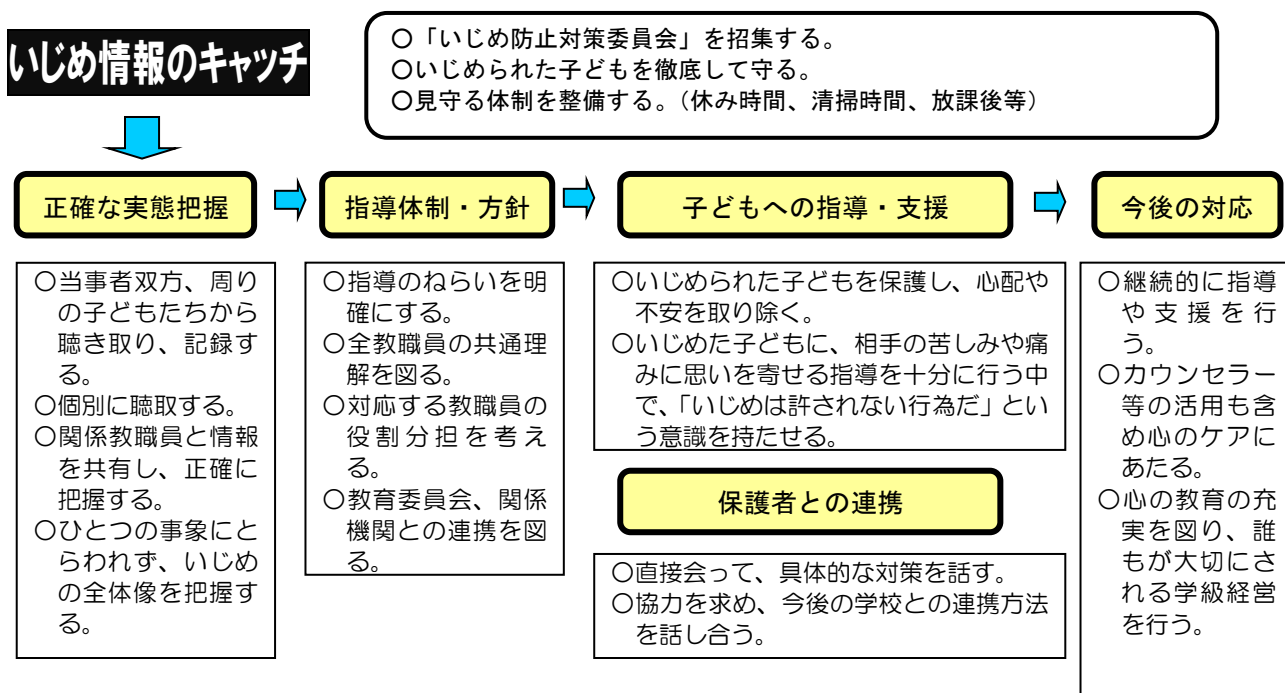 いじめ情報のキャッチ
〇「いじめ防止対策委員会」を招集する。
〇いじめられた子どもを徹底して守る。
〇見守る体制を整備する。（休み時間、清掃時間、放課後等）
正確な実態把握
〇当事者双方、周り
の子どもたちから
聴き取り、記録す
る。
〇個別に聴取する。
〇関係教職員と情報
を共有し、正確に
把握する。
〇ひとつの事象にと
らわれず、いじめ
の全体像を把握す
る。
指導体制・方針
〇指導のねらいを明
確にする。
〇全教職員の共通理
解を図る。
〇対応する教職員の
役割分担を考え
る。
〇教育委員会、関係
機関との連携を図
る。
子どもへの指導・支援
〇いじめられた子どもを保護し、心配や
不安を取り除く。
〇いじめた子どもに、相手の苦しみや痛
みに思いを寄せる指導を十分に行う中
で、「いじめは許されない行為だ」とい
う意識を持たせる。
保護者との連携
〇直接会って、具体的な対策を話す。
〇協力を求め、今後の学校との連携方法
を話し合う。
今後の対応
〇継続的に指導
や支援を行
う。
〇カウンセラー
等の活用も含
め心のケアに
あたる。
〇心の教育の充
実を図り、誰
もが大切にさ
れる学級経営
を行う。